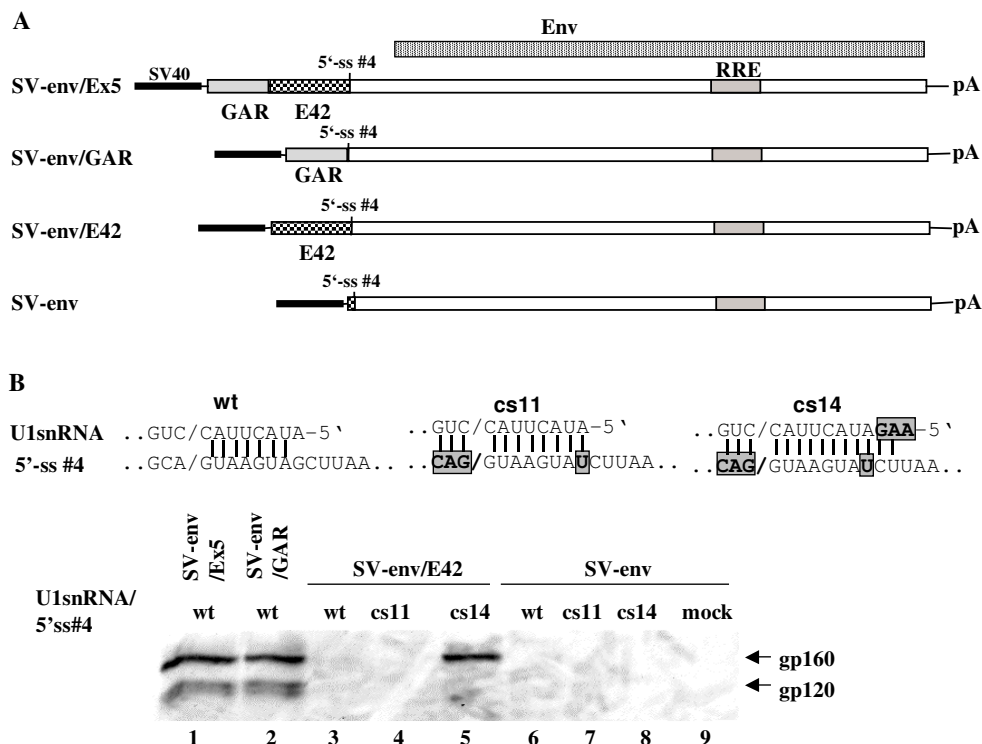 A
Env
5‘-ss #4
SV40
RRE
SV-env/Ex5
pA
GAR
E42
5‘-ss #4
SV-env/GAR
pA
GAR
5‘-ss #4
SV-env/E42
pA
E42
5‘-ss #4
SV-env
pA
B
wt
cs11
cs14
U1snRNA
..GUC/CAUUCAUA-5‘
..GUC/CAUUCAUA-5‘
..GUC/CAUUCAUAGAA-5‘
5‘-ss #4
..GCA/GUAAGUAGCUUAA..
..CAG/GUAAGUAUCUUAA..
..CAG/GUAAGUAUCUUAA..
SV-env/Ex5
SV-env/GAR
SV-env/E42
SV-env
U1snRNA/
5’ss#4
wt
wt
wt
cs11
cs14
wt
cs11
cs14
mock
gp160
gp120
1
2
3
4
5
6
7
8
9